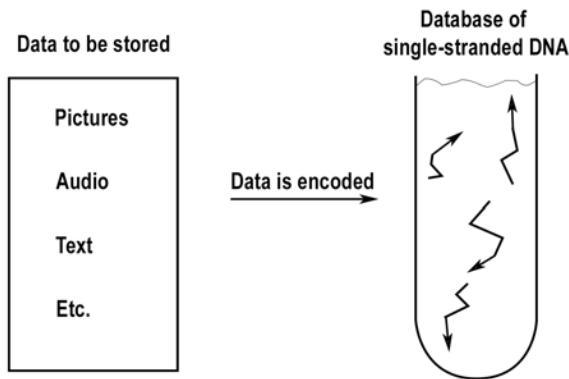 Data to be stored
Pictures
Audio
Text
Etc.
Data is encoded
Database of
single-stranded DNA